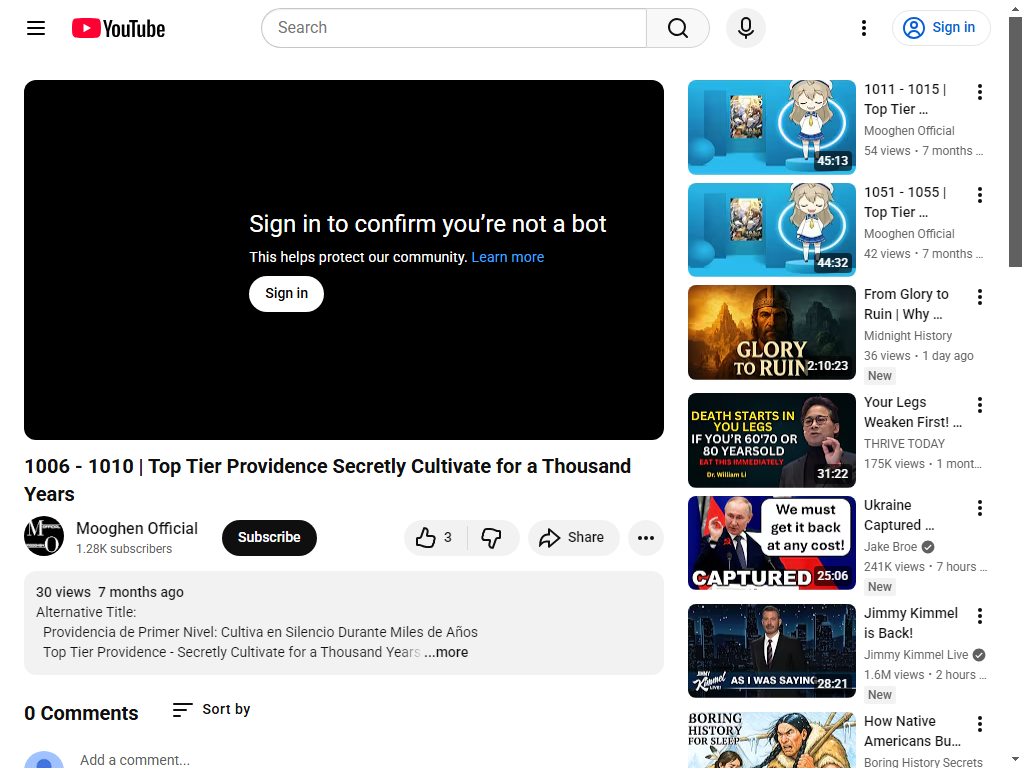 YouTube
Search
Sign in
Sign in to confirm you’re not a bot
This helps protect our community. Learn more
Sign in
1006 - 1010 | Top Tier Providence Secretly Cultivate for a Thousand
Years
Mooghen Official
1.28K subscribers
Subscribe
3
Share
30 views 7 months ago
Alternative Title:
Providencia de Primer Nivel: Cultiva en Silencio Durante Miles de Años
Top Tier Providence - Secretly Cultivate for a Thousand Years ...more
0 Comments
Sort by
Add a comment...
45:13
1011 - 1015 |
Top Tier ...
Mooghen Official
54 views • 7 months ...
44:32
1051 - 1055 |
Top Tier ...
Mooghen Official
42 views • 7 months ...
GLORY
TO RUIN
2:10:23
From Glory to
Ruin | Why ...
Midnight History
36 views • 1 day ago
New
DEATH STARTS IN
YOU LEGS
IF YOU'R 60'70 OR
80 YEARSOLD
EAT THIS IMMEDIATELY
Dr. William Li
31:22
Your Legs
Weaken First! ...
THRIVE TODAY
175K views • 1 mont...
We must
get it back
at any cost!
CAPTURED
25:06
Ukraine
Captured ...
Jake Broe
241K views • 7 hours ...
New
JIMMY
Kimmel
LIVE!
AS I WAS SAYING
28:21
Jimmy Kimmel
is Back!
Jimmy Kimmel Live
1.6M views • 2 hours ...
New
BORING
HISTORY
FOR SLEEP
How Native
Americans Bu...
Boring History Secrets